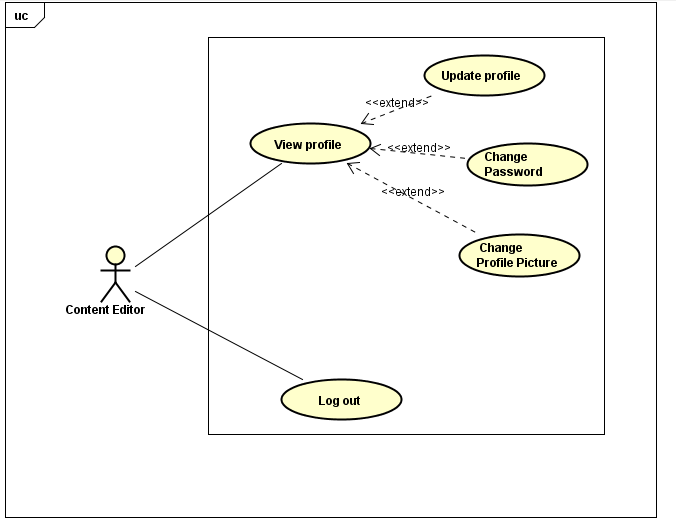 uc
Update profile
<<extend>>
View profile
<<extend>>
Change
Password
<<extend>>
Change
Profile Picture
Content Editor
Log out